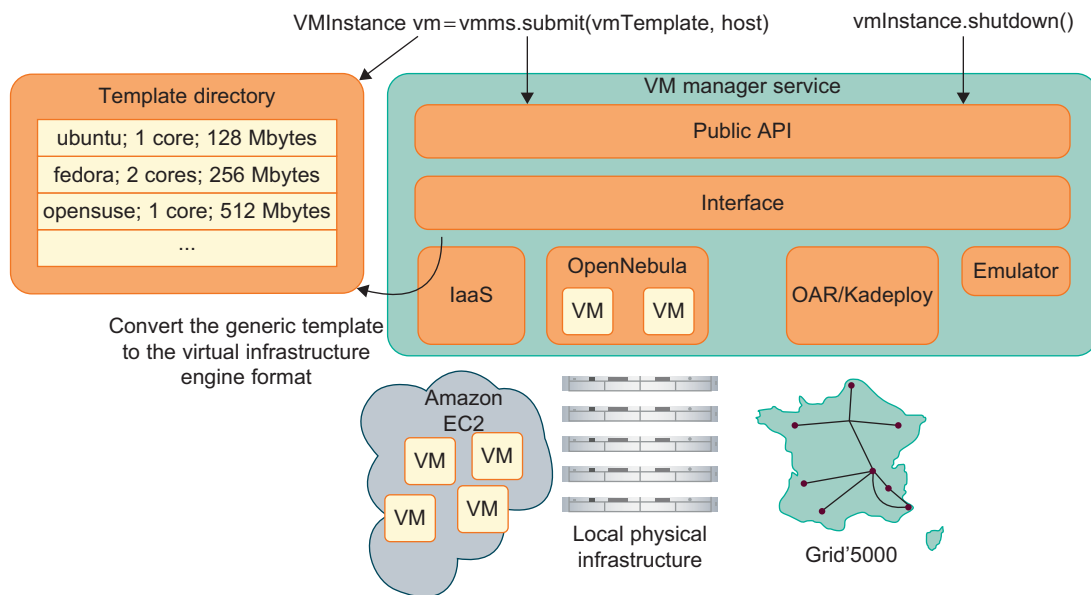 VMInstance vm=vmms.submit(vmTemplate, host)
vmInstance.shutdown()
Template directory
ubuntu; 1 core; 128 Mbytes
fedora; 2 cores; 256 Mbytes
opensuse; 1 core; 512 Mbytes
...
VM manager service
Public API
Interface
IaaS
OpenNebula
VM
VM
OAR/Kadeploy
Emulator
Convert the generic template
to the virtual infrastructure
engine format
Amazon
EC2
VM
VM
VM
VM
Local physical
infrastructure
Grid'5000